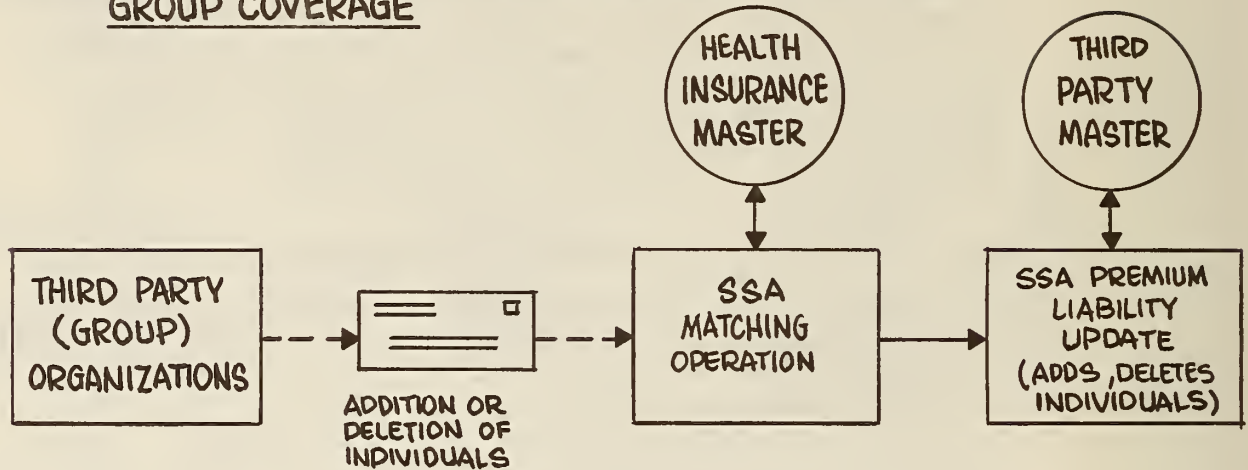 GROUP COVERAGE
HEALTH
INSURANCE
MASTER
THIRD
PARTY
MASTER
THIRD PARTY
(GROUP)
ORGANIZATIONS
ADDITION OR
DELETION OF
INDIVIDUALS
SSA
MATCHING
OPERATION
SSA PREMIUM
LIABILITY
UPDATE
(ADDS, DELETES
INDIVIDUALS)